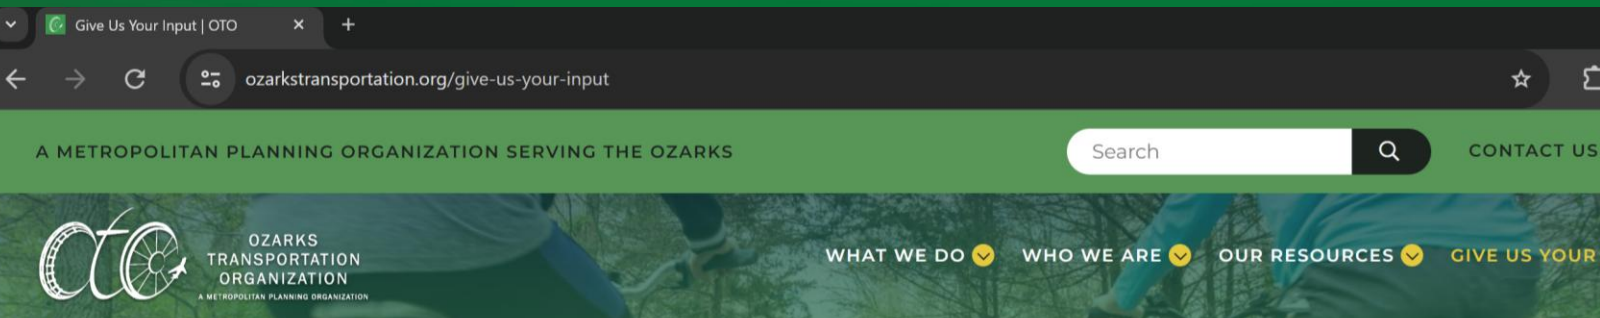 Give Us Your Input | OTO
ozarkstransportation.org/give-us-your-input
A METROPOLITAN PLANNING ORGANIZATION SERVING THE OZARKS
Search
CONTACT US
oto
OZARKS
TRANSPORTATION
ORGANIZATION
A METROPOLITAN PLANNING ORGANIZATION
WHAT WE DO
WHO WE ARE
OUR RESOURCES
GIVE US YOUR